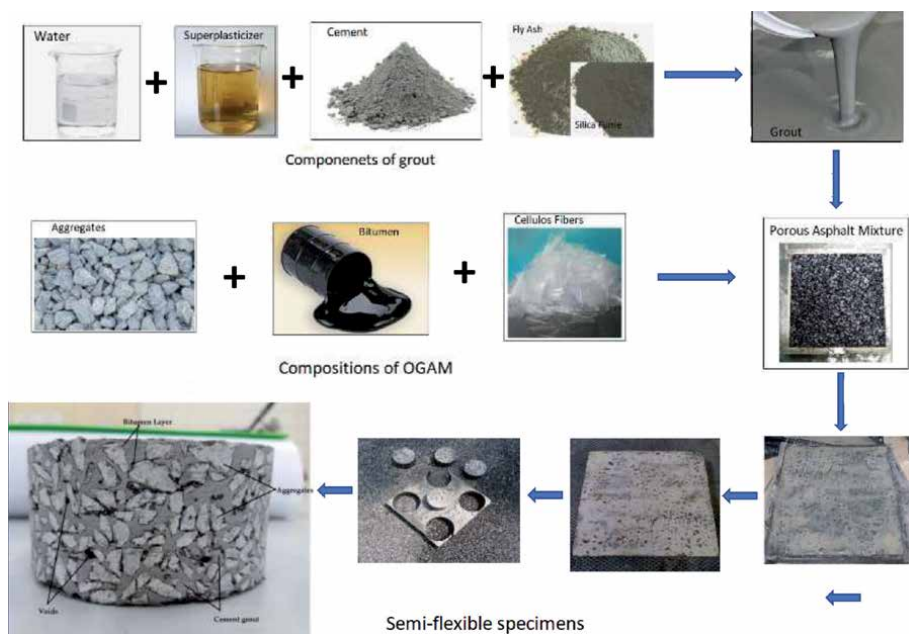 Water
Superplasticizer
Cement
Fly Ash
Silica Fume
Grout
Componenets of grout
Aggregates
Bitumen
Cellulos Fibers
Porous Asphalt Mixture
Compositions of OGAM
Bitumen Layer
Aggregates
Voids
Cement grout
Semi-flexible specimens